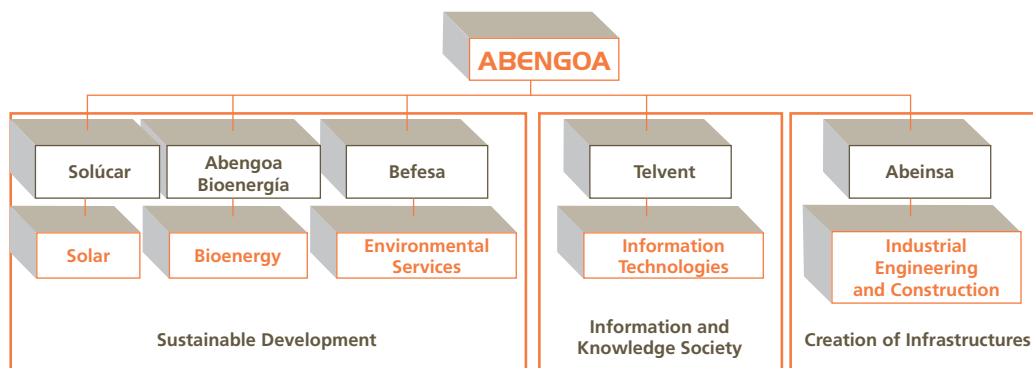 ABENGOA
Solúcar
Abengoa
Bioenergía
Befesa
Telvent
Abeinsa
Solar
Bioenergy
Environmental
Services
Information
Technologies
Industrial
Engineering
and Construction
Sustainable Development
Information and
Knowledge Society
Creation of Infrastructures